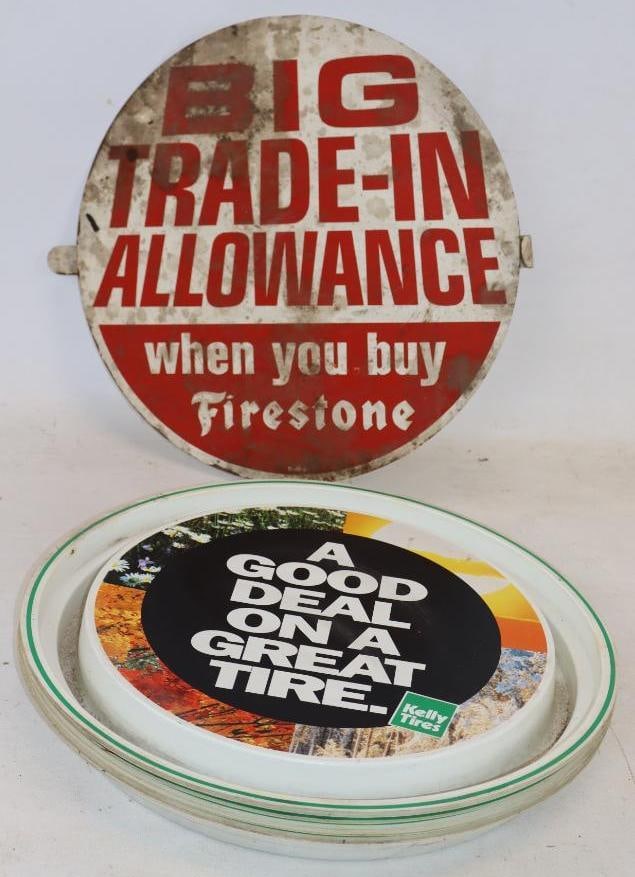 BIG
TRADE-IN
ALLOWANCE
when you buy
Firestone
A
GOOD
DEAL
ON A
GREAT
TIRE.
Kelly
Tires